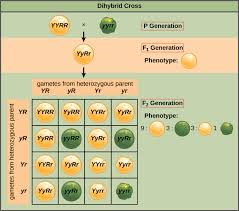 Dihybrid Cross
YYRR × yyrr P Generation
YyRr F₁ Generation
Phenotype:
gametes from heterozygous parent
YR yR Yr yr
F₂ Generation
Phenotype:
9 : 3 : 3 : 1
gametes from heterozygous parent
YR YYRR YyRR YYRr YyRr
yR YyRR yyRR YyRr yyRr
Yr YYRr YyRr YYrr Yyrr
yr YyRr yyRr Yyrr yyrr